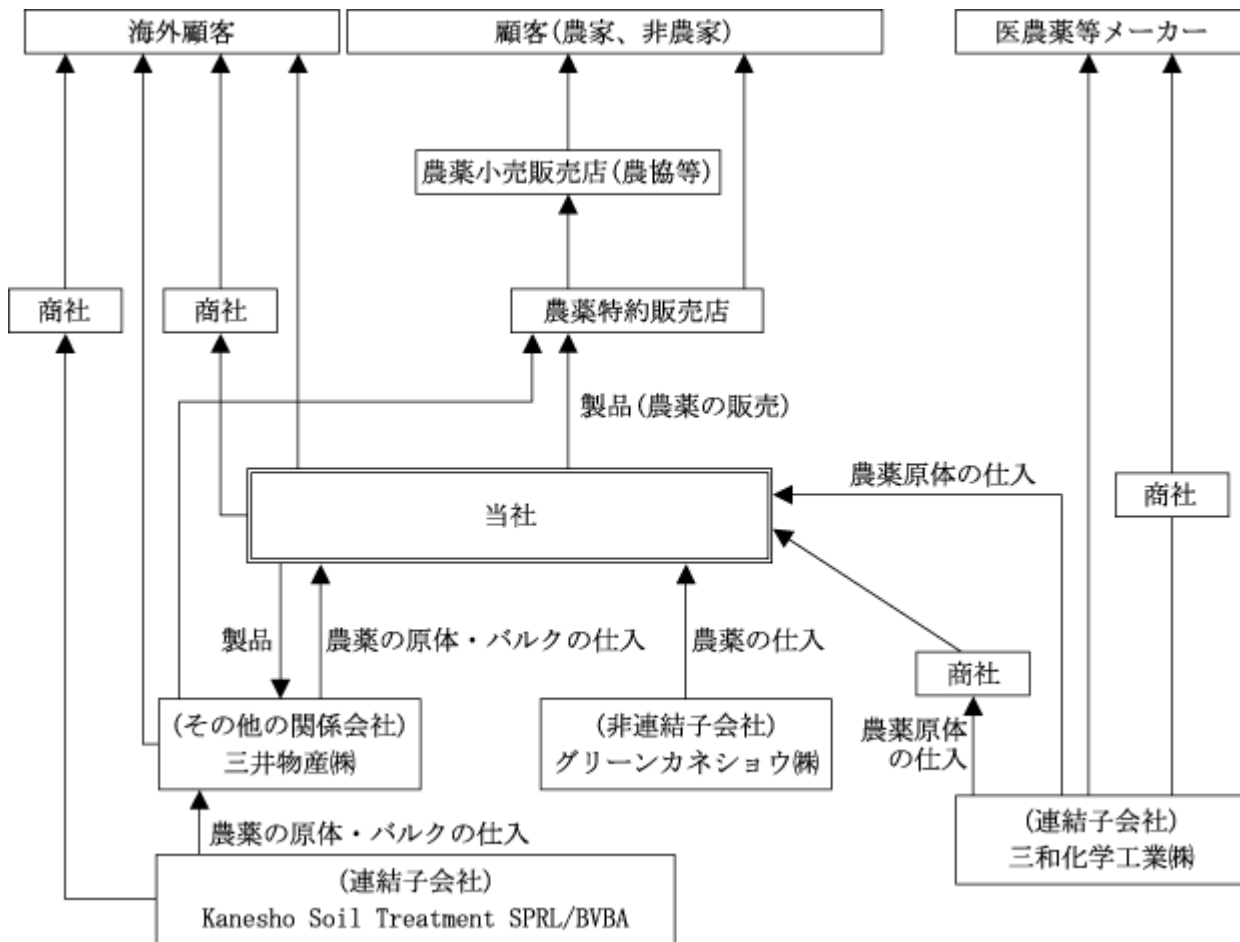 海外顧客
顧客(農家、非農家)
医農薬等メーカー
農薬小売販売店(農協等)
商社
商社
農薬特約販売店
製品(農薬の販売)
農薬原体の仕入
商社
当社
製品
農薬の原体・バルクの仕入
農薬の仕入
商社
(その他の関係会社)
三井物産㈱
(非連結子会社)
グリーンカネショウ㈱
農薬原体
の仕入
農薬の原体・バルクの仕入
(連結子会社)
三和化学工業㈱
(連結子会社)
Kanesho Soil Treatment SPRL/BVBA